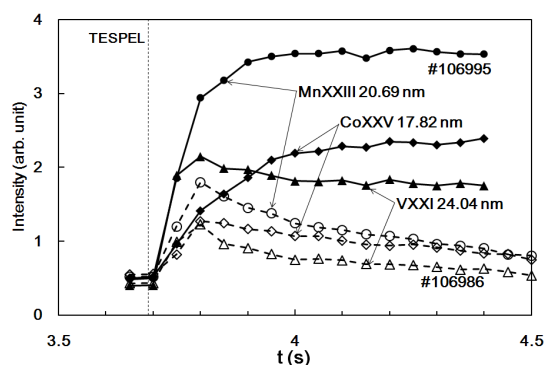 4
TESPEL
#106995
3
MnXXIII 20.69 nm
CoXXV 17.82 nm
Intensity (arb. unit)
2
VXXI 24.04 nm
1
#106986
0
3.5
4
4.5
t (s)